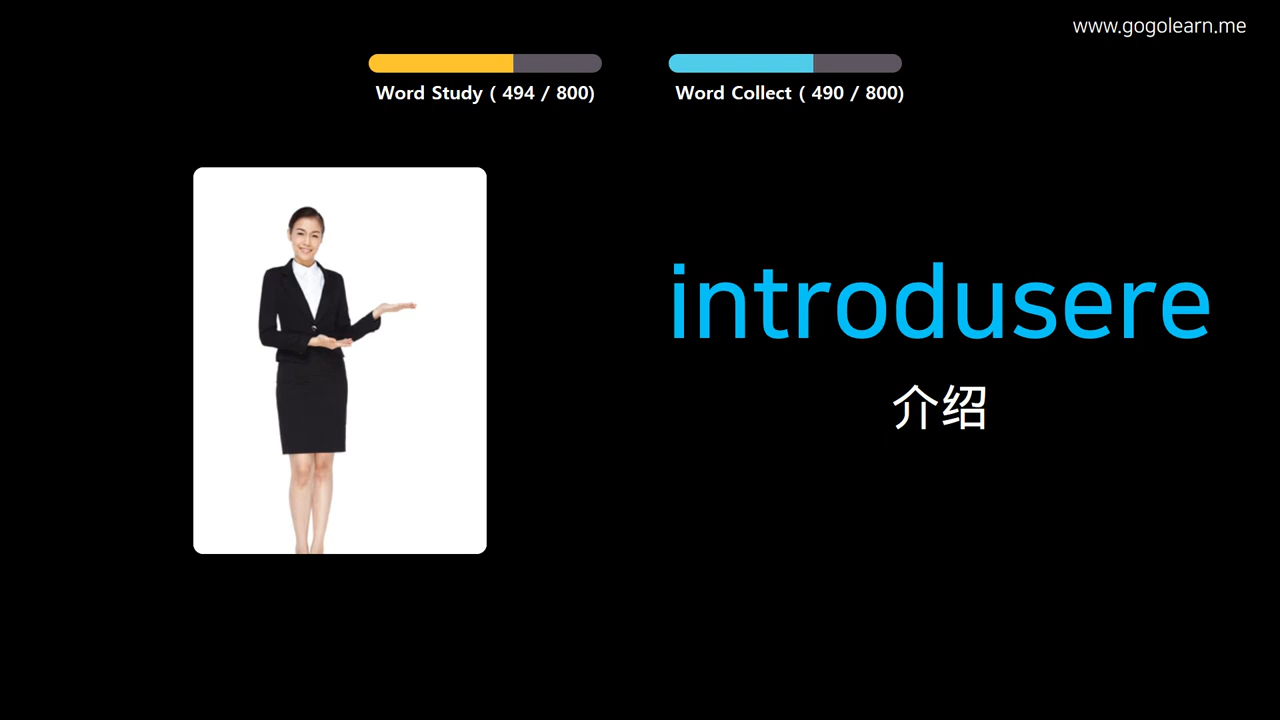 www.gogolearn.me
Word Study ( 494 / 800)
Word Collect ( 490 / 800)
introdusere
介绍